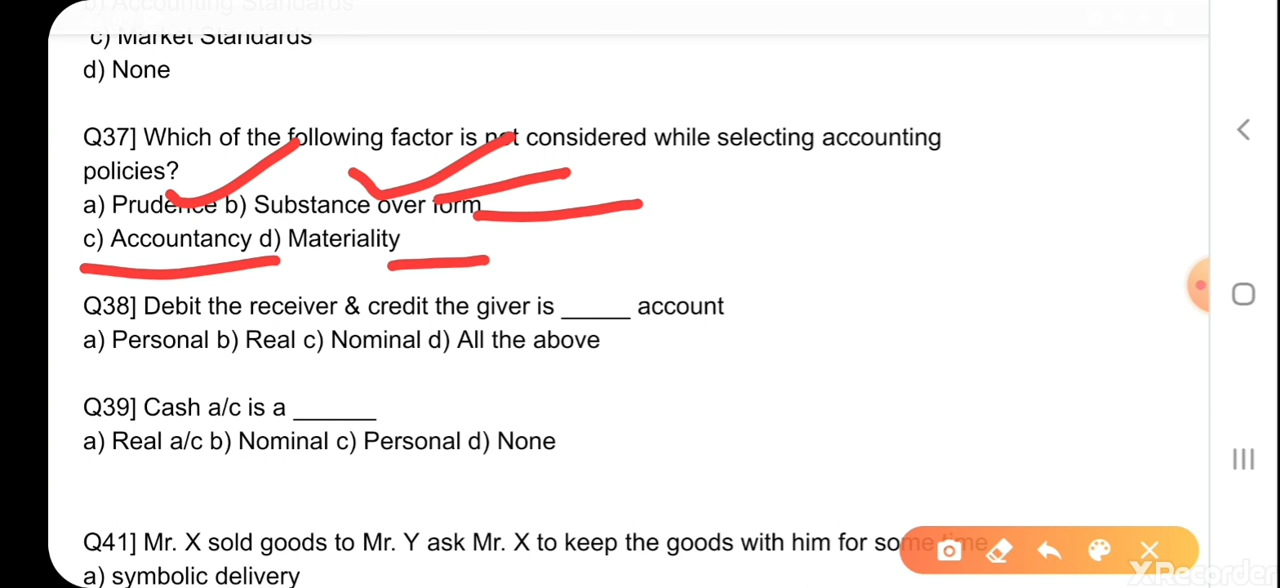 b) Accounting Standards
c) Market Standards
d) None
Q37] Which of the following factor is not considered while selecting accounting
policies?
a) Prudence b) Substance over form
c) Accountancy d) Materiality
Q38] Debit the receiver & credit the giver is _____ account
a) Personal b) Real c) Nominal d) All the above
Q39] Cash a/c is a ______
a) Real a/c b) Nominal c) Personal d) None
Q41] Mr. X sold goods to Mr. Y ask Mr. X to keep the goods with him for some time
a) symbolic delivery
XRecorder